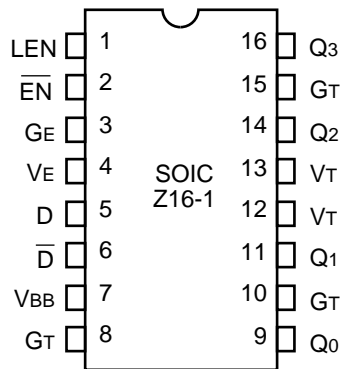 LEN 1 16 Q3
E̅N̅ 2 15 GT
GE 3 14 Q2
VE 4 13 VT
SOIC
Z16-1
D 5 12 VT
D̅ 6 11 Q1
VBB 7 10 GT
GT 8 9 Q0